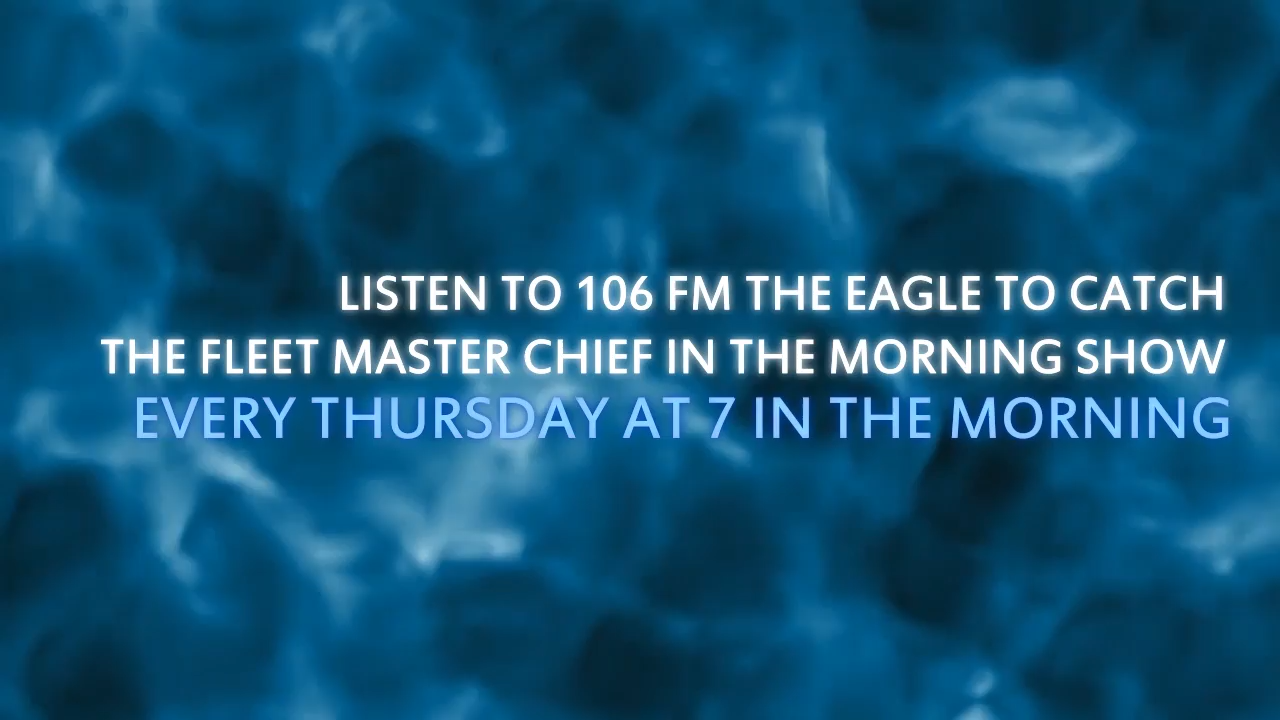 LISTEN TO 106 FM THE EAGLE TO CATCH
THE FLEET MASTER CHIEF IN THE MORNING SHOW
EVERY THURSDAY AT 7 IN THE MORNING